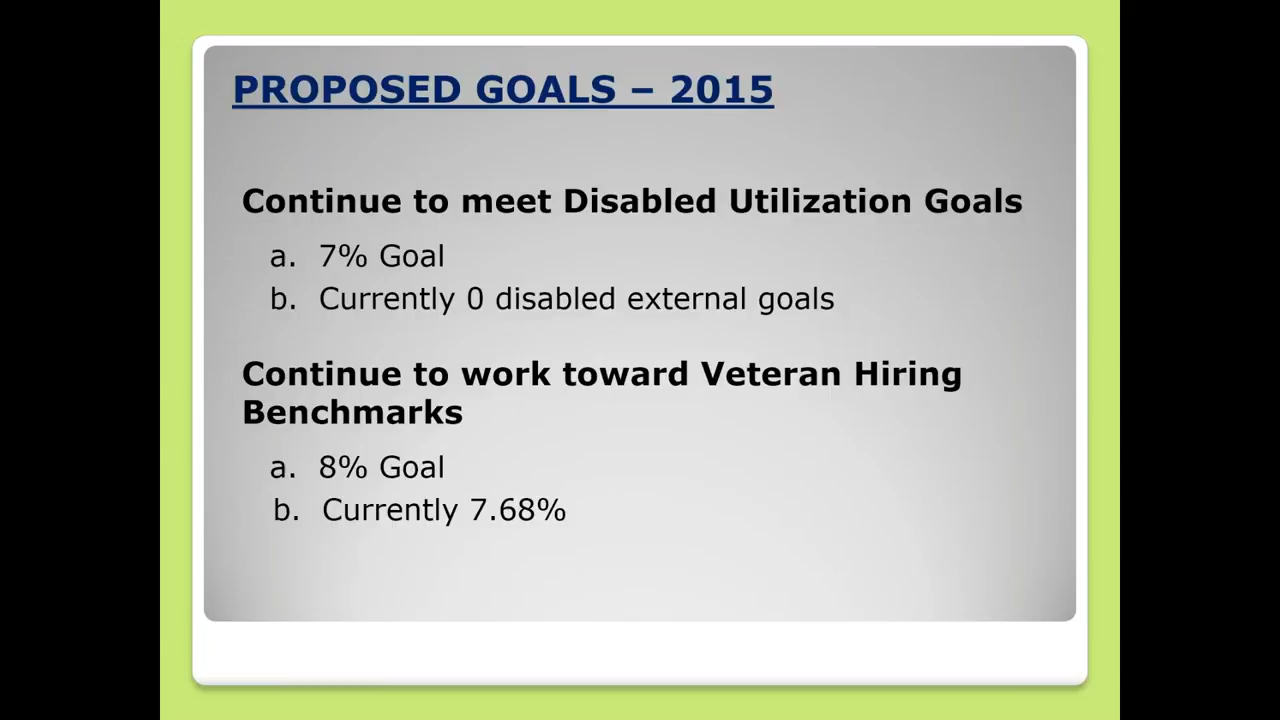 PROPOSED GOALS – 2015
Continue to meet Disabled Utilization Goals
a. 7% Goal
b. Currently 0 disabled external goals
Continue to work toward Veteran Hiring
Benchmarks
a. 8% Goal
b. Currently 7.68%